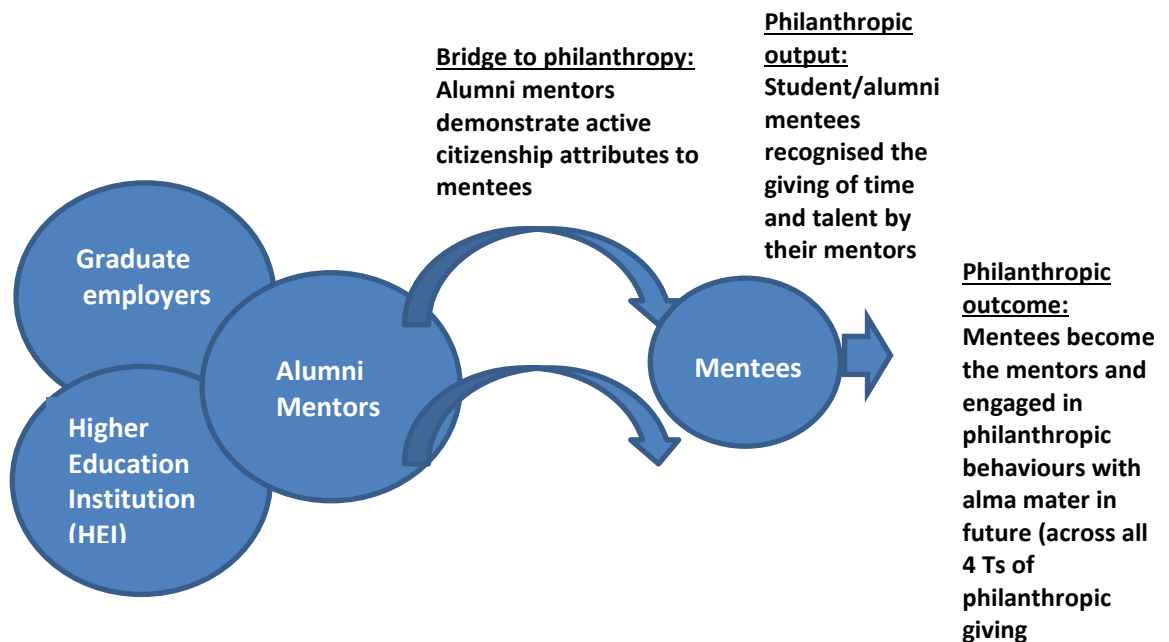 Philanthropic
output:
Student/alumni
mentees
recognised the
giving of time
and talent by
their mentors
Bridge to philanthropy:
Alumni mentors
demonstrate active
citizenship attributes to
mentees
Graduate
employers
Higher
Education
Institution
(HEI)
Alumni
Mentors
Mentees
Philanthropic
outcome:
Mentees become
the mentors and
engaged in
philanthropic
behaviours with
alma mater in
future (across all
4 Ts of
philanthropic
giving